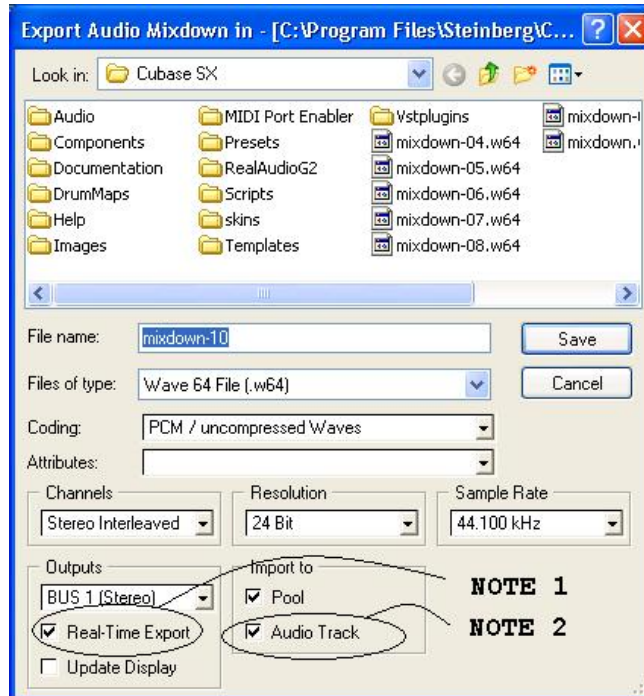 Export Audio Mixdown in - [C:\Program Files\Steinberg\C...
Look in: Cubase SX
Audio
Components
Documentation
DrumMaps
Help
Images
MIDI Port Enabler
Presets
RealAudioG2
Scripts
skins
Templates
Vstplugins
mixdown-04.w64
mixdown-05.w64
mixdown-06.w64
mixdown-07.w64
mixdown-08.w64
mixdown-
mixdown.
File name: mixdown-10
Save
Files of type: Wave 64 File (.w64)
Cancel
Coding: PCM / uncompressed Waves
Attributes:
Channels
Stereo Interleaved
Resolution
24 Bit
Sample Rate
44.100 kHz
Outputs
BUS 1 (Stereo)
Real-Time Export
Update Display
Import to
Pool
Audio Track
NOTE 1
NOTE 2